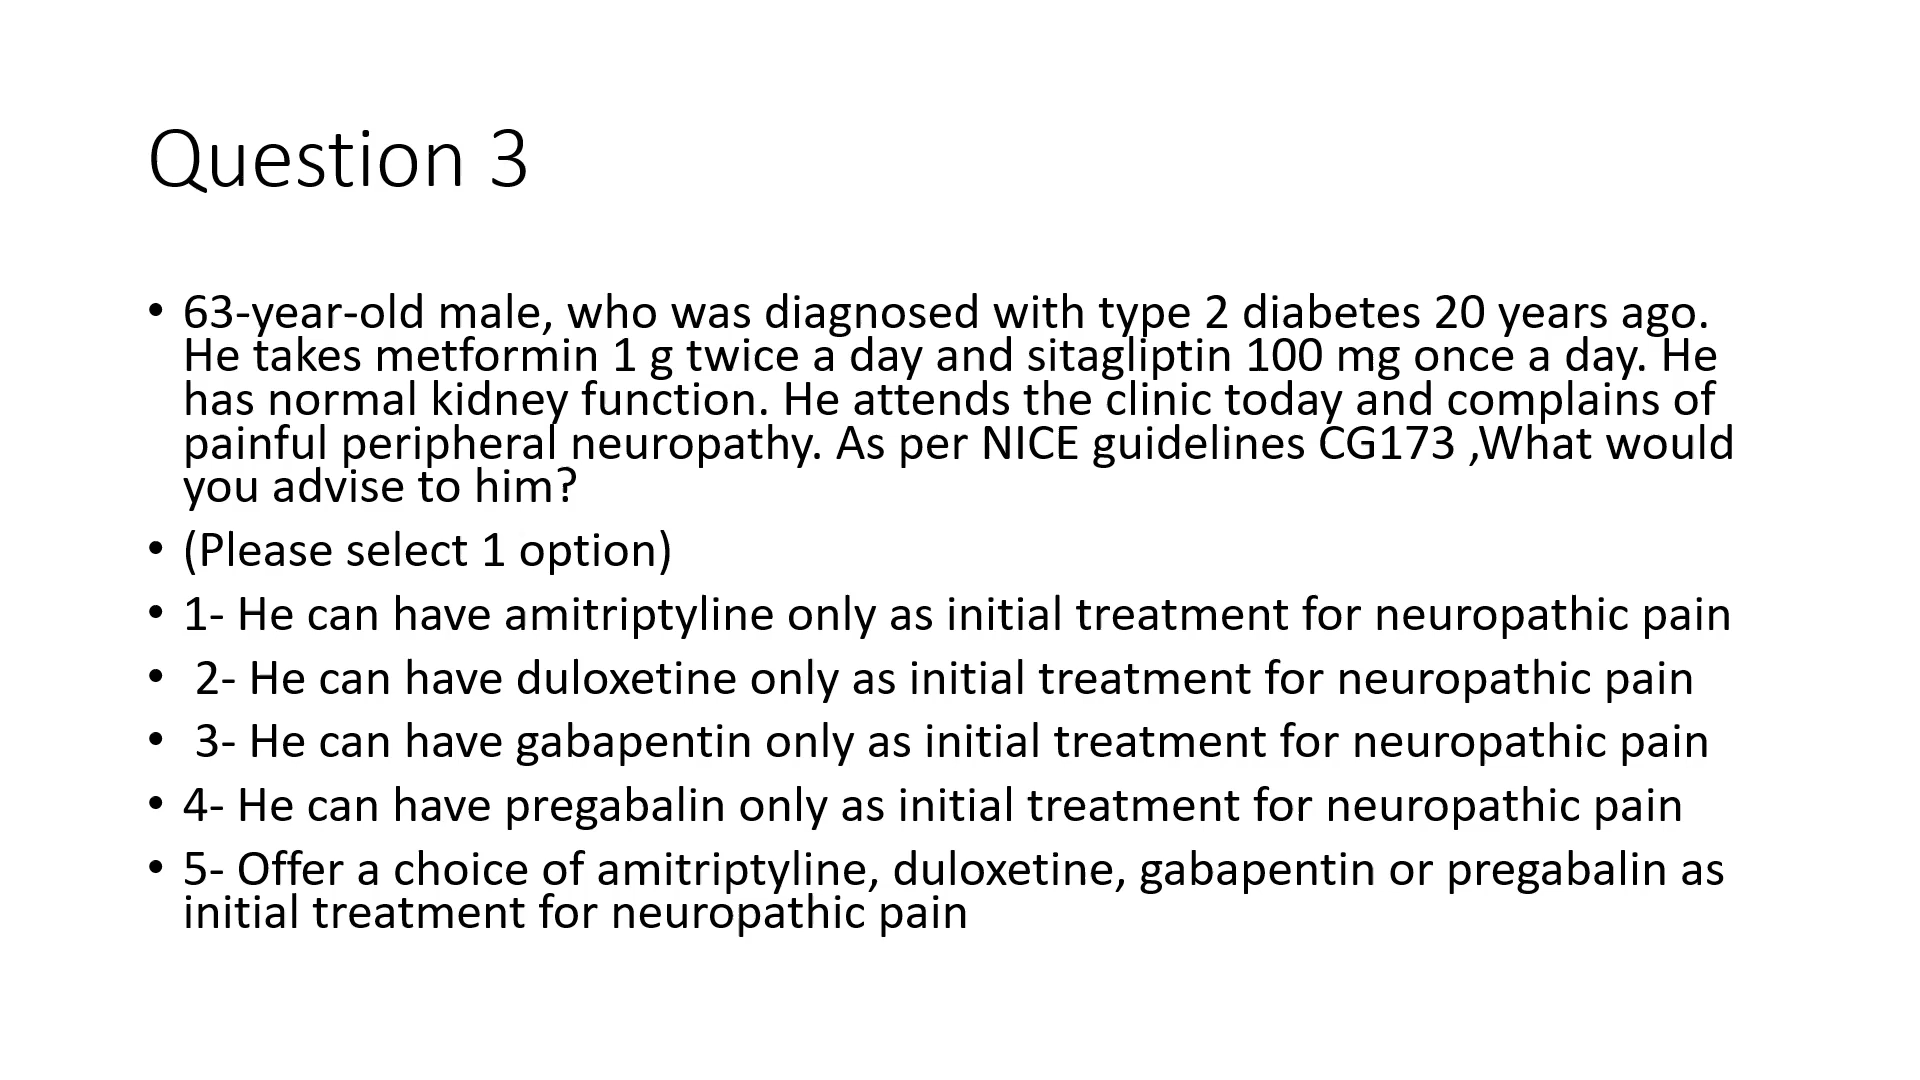 Question 3
• 63-year-old male, who was diagnosed with type 2 diabetes 20 years ago.
He takes metformin 1 g twice a day and sitagliptin 100 mg once a day. He
has normal kidney function. He attends the clinic today and complains of
painful peripheral neuropathy. As per NICE guidelines CG173 ,What would
you advise to him?
• (Please select 1 option)
• 1- He can have amitriptyline only as initial treatment for neuropathic pain
• 2- He can have duloxetine only as initial treatment for neuropathic pain
• 3- He can have gabapentin only as initial treatment for neuropathic pain
• 4- He can have pregabalin only as initial treatment for neuropathic pain
• 5- Offer a choice of amitriptyline, duloxetine, gabapentin or pregabalin as
initial treatment for neuropathic pain